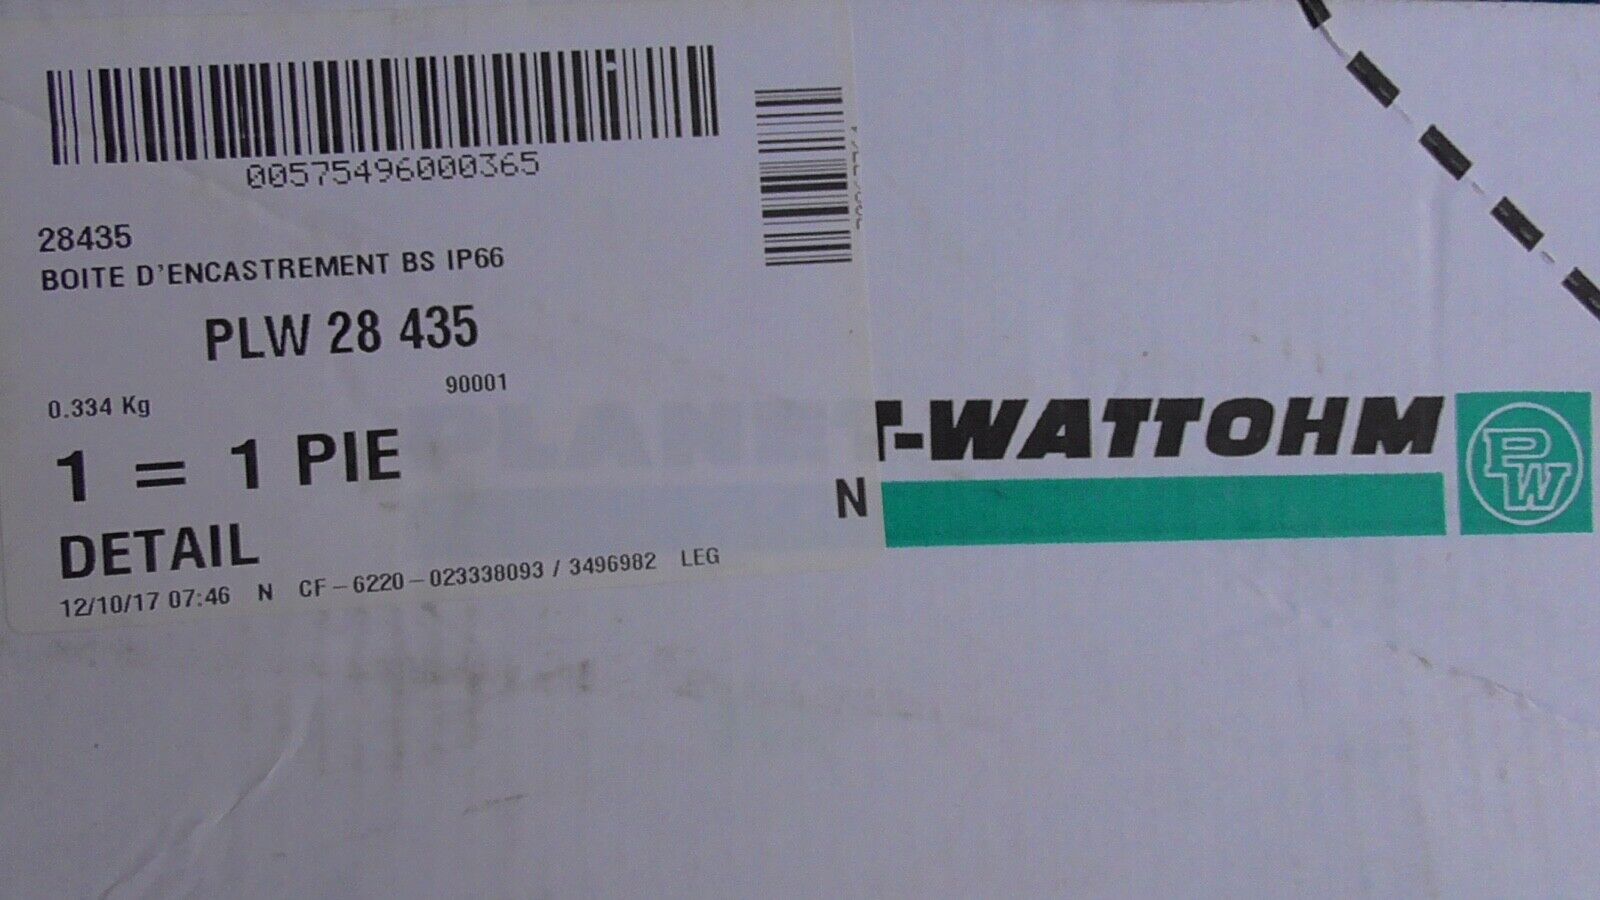 00575496000365
28435
BOITE D'ENCASTREMENT BS IP66
PLW 28 435
90001
0.334 Kg
1 = 1 PIE
DETAIL
N
12/10/17 07:46 N CF-6220-023338093 / 3496982 LEG
T-WATTOHM
PW